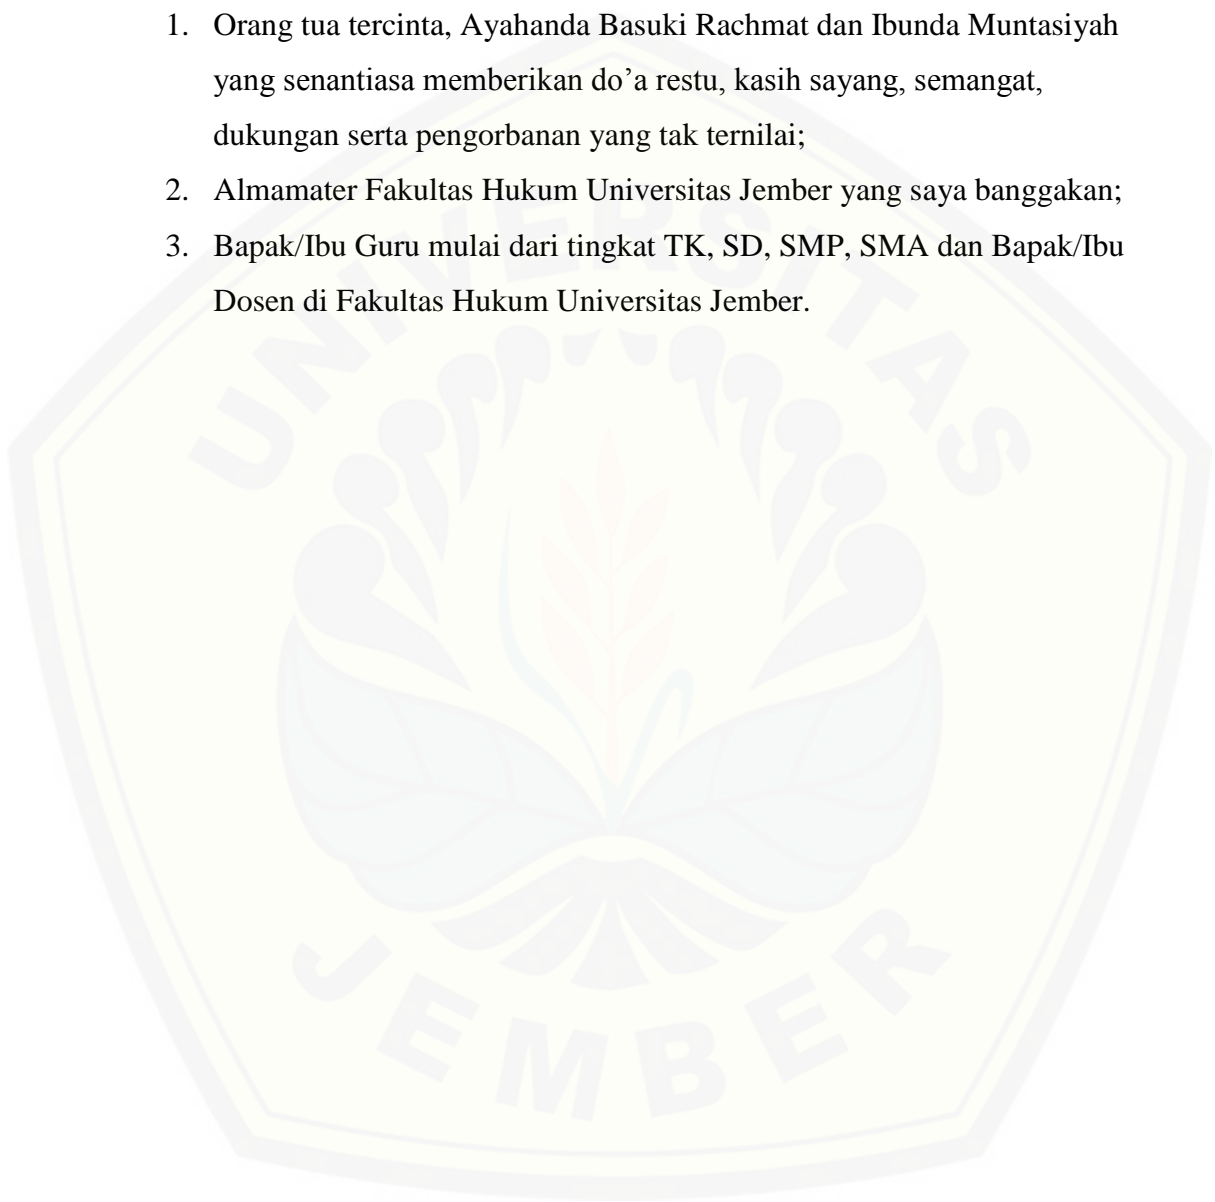 1. Orang tua tercinta, Ayahanda Basuki Rachmat dan Ibunda Muntasiyah
yang senantiasa memberikan do’a restu, kasih sayang, semangat,
dukungan serta pengorbanan yang tak ternilai;
2. Almamater Fakultas Hukum Universitas Jember yang saya banggakan;
3. Bapak/Ibu Guru mulai dari tingkat TK, SD, SMP, SMA dan Bapak/Ibu
Dosen di Fakultas Hukum Universitas Jember.
UNIVERSITAS
JEMBER